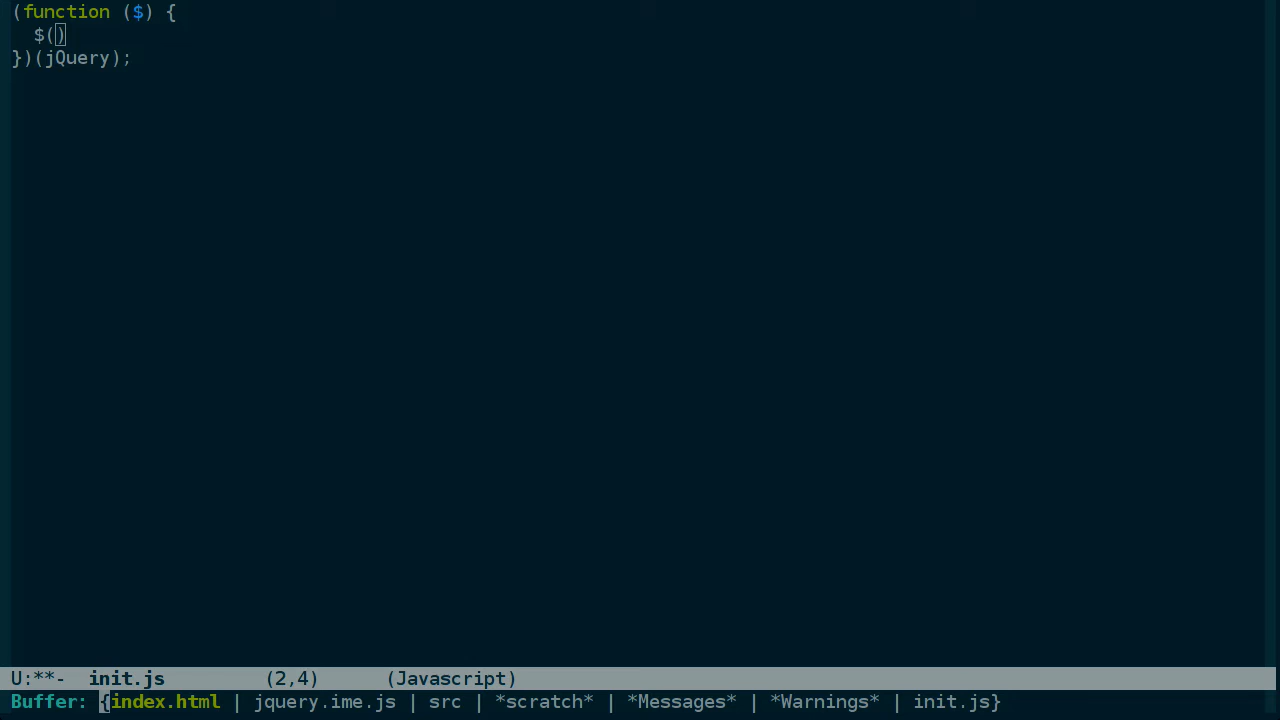 (function ($) {
  $()
})(jQuery);
U:**-  init.js         (2,4)      (Javascript)
Buffer: {index.html | jquery.ime.js | src | *scratch* | *Messages* | *Warnings* | init.js}